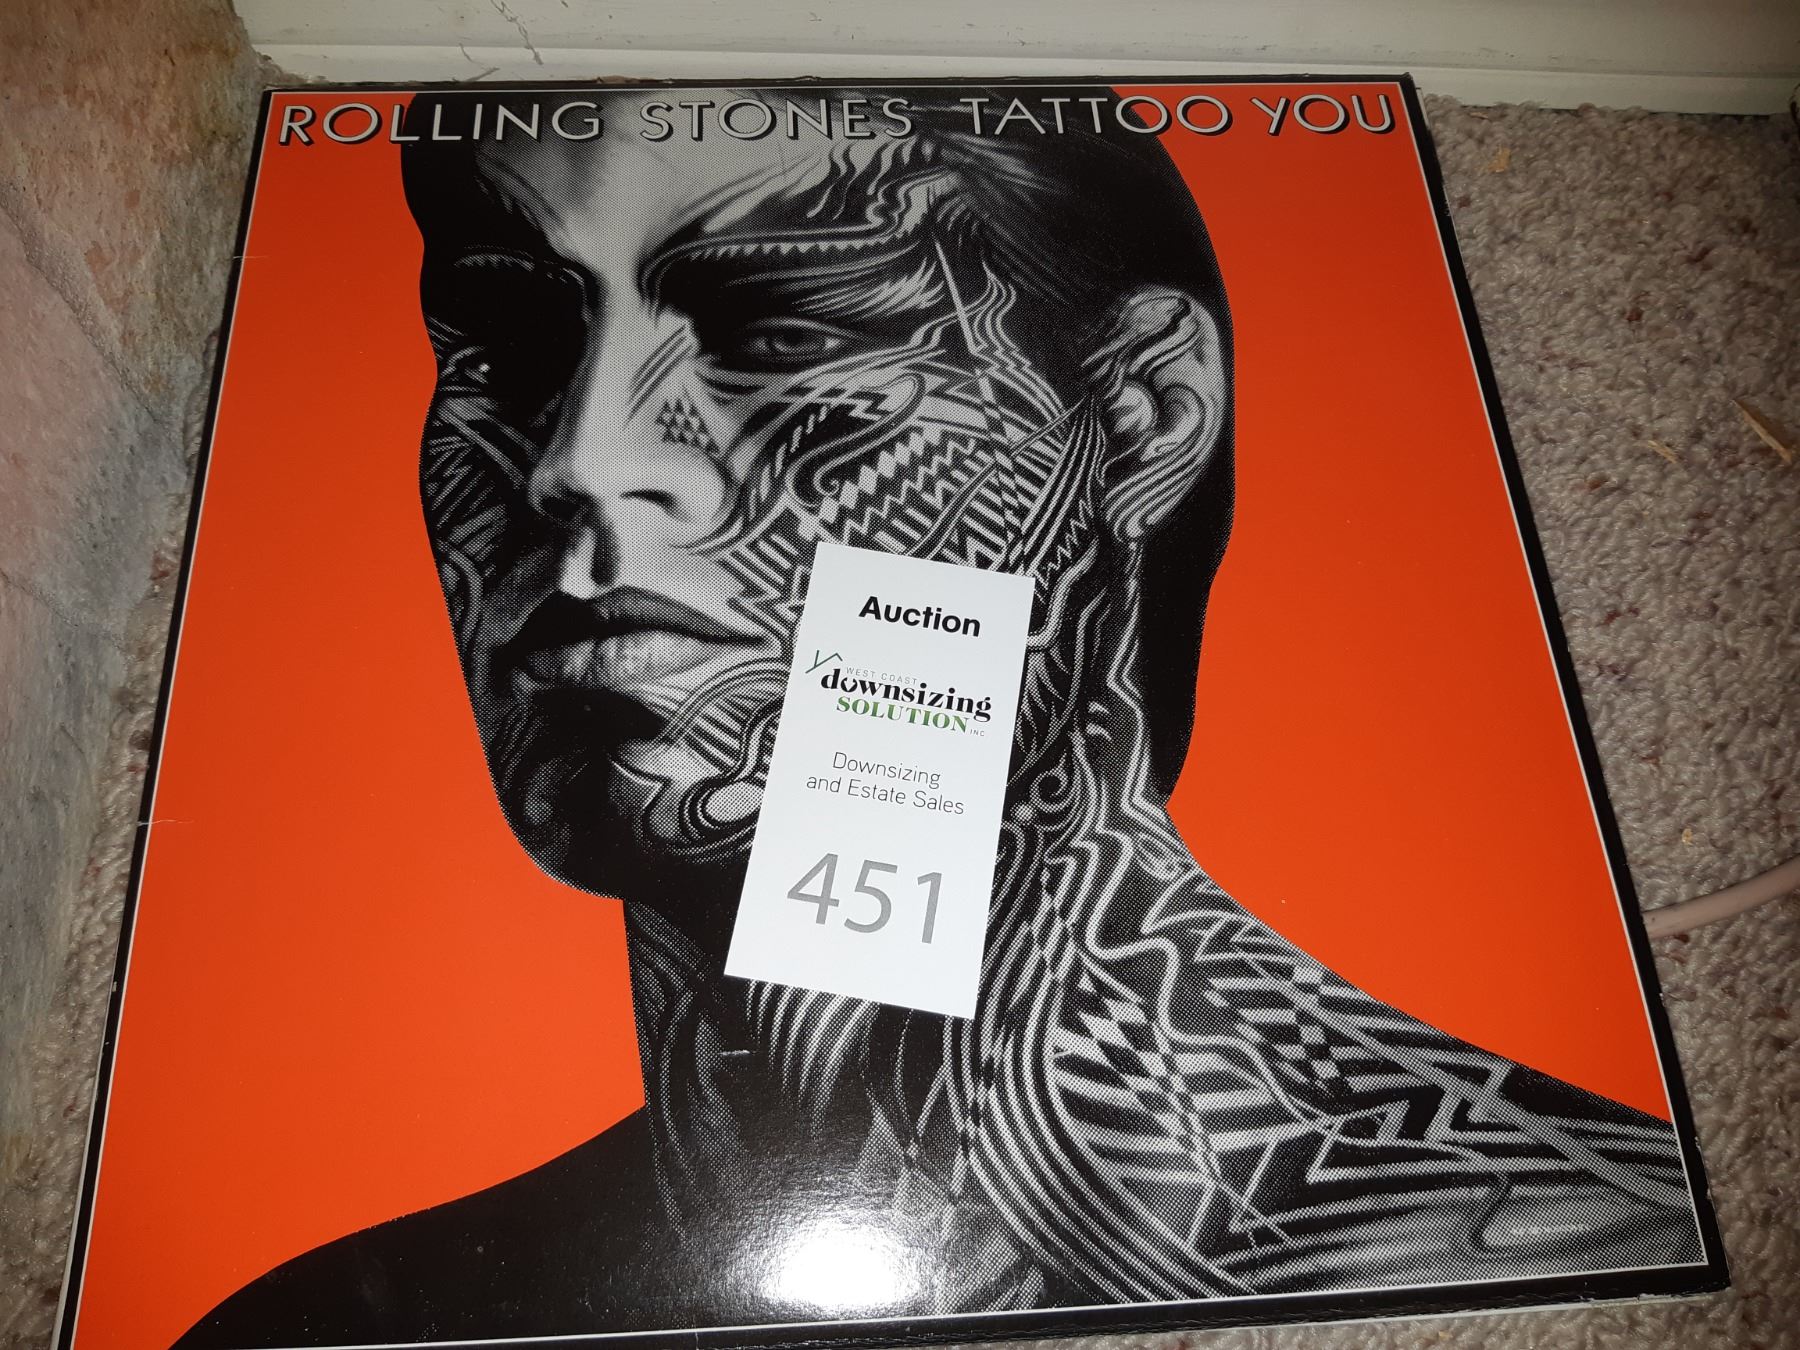 ROLLING STONES TATTOO YOU
Auction
WEST COAST
downsizing
SOLUTION INC
Downsizing
and Estate Sales
451